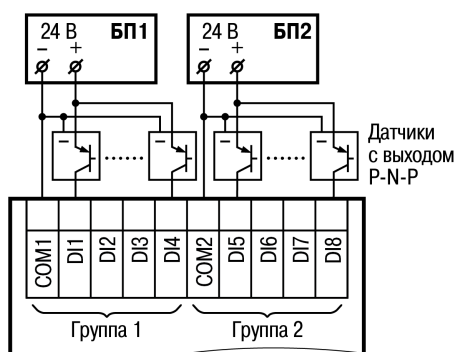 24 В БП1
– +
24 В БП2
– +
Датчики
с выходом
P-N-P
– – – –
COM1 DI1 DI2 DI3 DI4 COM2 DI5 DI6 DI7 DI8
Группа 1 Группа 2